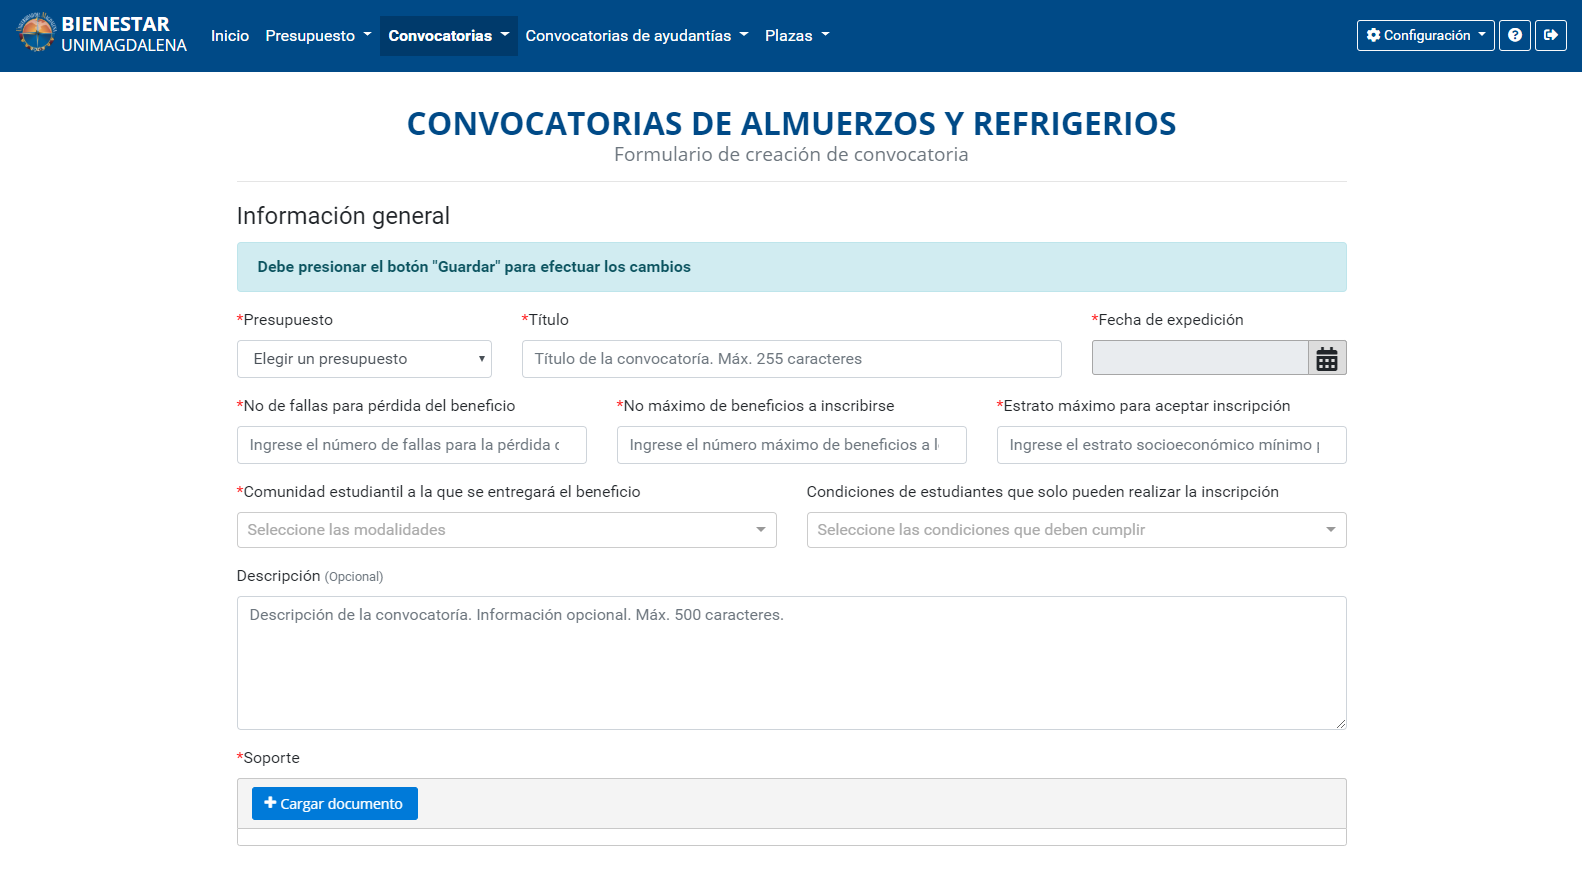 BIENESTAR
UNIMAGDALENA
Inicio Presupuesto Convocatorias Convocatorias de ayudantías Plazas Configuración
CONVOCATORIAS DE ALMUERZOS Y REFRIGERIOS
Formulario de creación de convocatoria
Información general
Debe presionar el botón "Guardar" para efectuar los cambios
*Presupuesto *Título *Fecha de expedición
Elegir un presupuesto Título de la convocatoría. Máx. 255 caracteres
*No de fallas para pérdida del beneficio *No máximo de beneficios a inscribirse *Estrato máximo para aceptar inscripción
Ingrese el número de fallas para la pérdida Ingrese el número máximo de beneficios a Ingrese el estrato socioeconómico mínimo
*Comunidad estudiantil a la que se entregará el beneficio Condiciones de estudiantes que solo pueden realizar la inscripción
Seleccione las modalidades Seleccione las condiciones que deben cumplir
Descripción (Opcional)
Descripción de la convocatoría. Información opcional. Máx. 500 caracteres.
*Soporte
Cargar documento